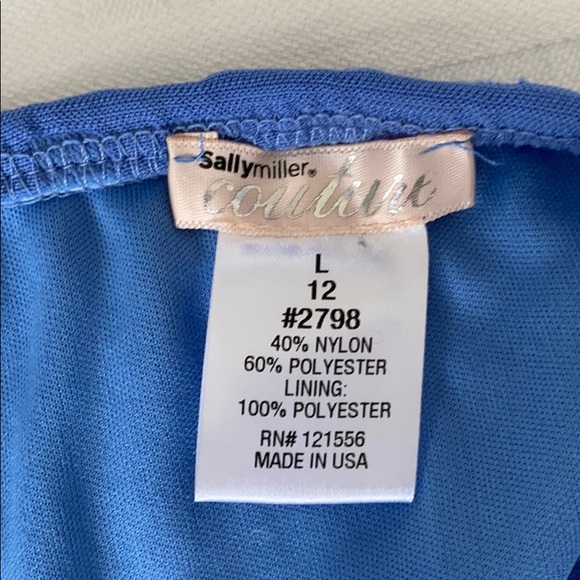 Sallymiller®
couture
L
12
#2798
40% NYLON
60% POLYESTER
LINING:
100% POLYESTER
RN# 121556
MADE IN USA